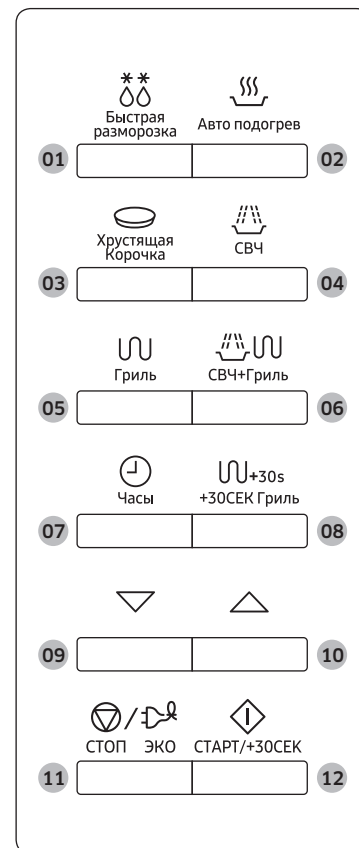 Быстрая
разморозка
Авто подогрев
01
02
Хрустящая
Корочка
СВЧ
03
04
Гриль
СВЧ+Гриль
05
06
+30s
Часы
+30СЕК Гриль
07
08
09
10
СТОП ЭКО СТАРТ/+30СЕК
11
12